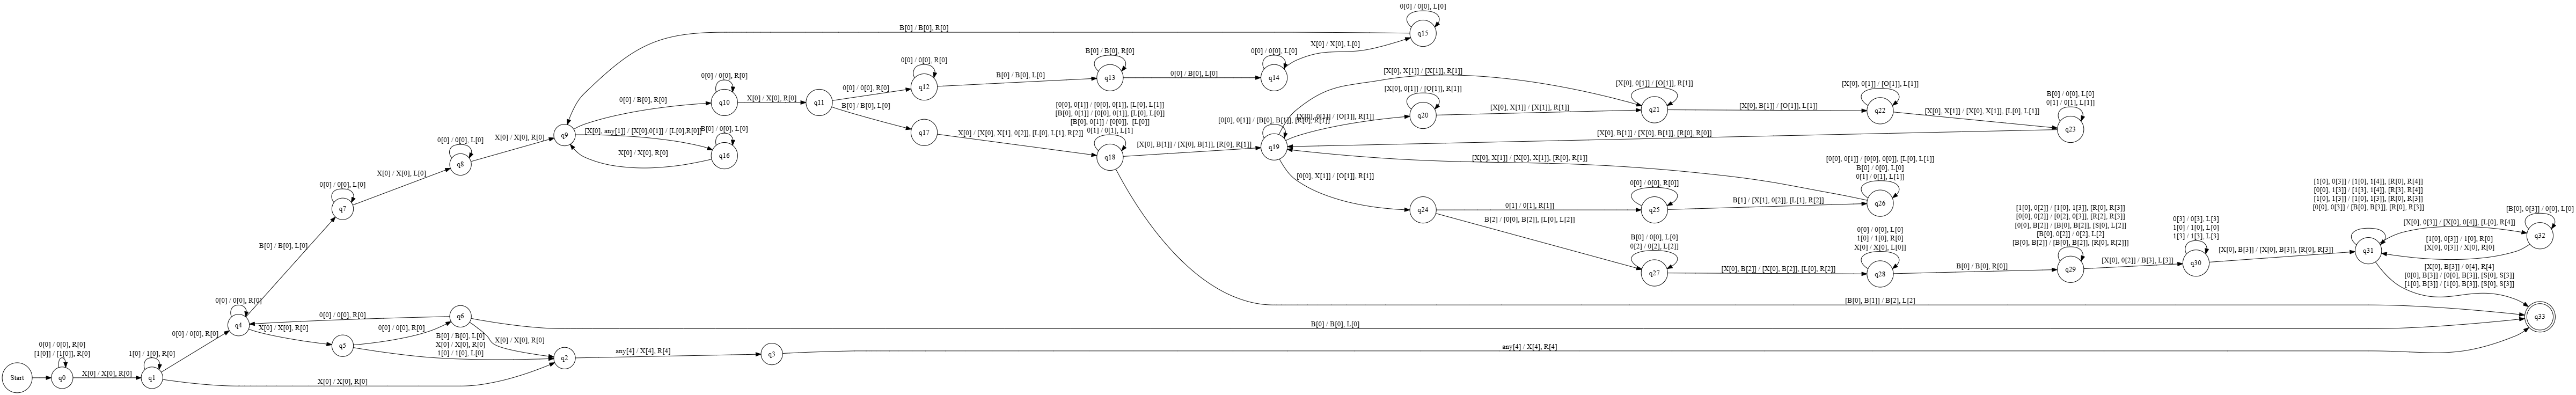 0[0] / 0[0], L[0]
q15
B[0] / B[0], R[0]
X[0] / X[0], L[0]
0[0] / 0[0], R[0]
q12
B[0] / B[0], L[0]
B[0] / B[0], R[0]
q13
0[0] / B[0], L[0]
0[0] / 0[0], L[0]
q14
0[0] / 0[0], R[0]
q10
0[0] / B[0], R[0]
X[0] / X[0], R[0]
q11
0[0] / 0[0], R[0]
B[0] / B[0], L[0]
q17
q9
[X[0], any[1]] / [X[0],0[1]] / [L[0],R[0]]
B[0] / 0[0], L[0]
q16
X[0] / X[0], R[0]
0[0] / 0[0], L[0]
q8
X[0] / X[0], R[0]
X[0] / X[0], L[0]
0[0] / 0[0], L[0]
q7
B[0] / B[0], L[0]
X[0] / [X[0], X[1], 0[2]], [L[0], L[1], R[2]]
[0[0], 0[1]] / [0[0], 0[1]], [L[0], L[1]]
[B[0], 0[1]] / [0[0], 0[1]], [L[0], L[0]]
[B[0], 0[1]] / [0[0]], [L[0]]
0[1] / 0[1], L[1]
q18
[X[0], B[1]] / [X[0], B[1]], [R[0], R[1]]
[0[0], 0[1]] / [B[0], B[1]], [R[0], R[1]]
q19
[X[0], X[1]] / [X[1]], R[1]]
[X[0], 0[1]] / [O[1]], R[1]]
[X[0], 0[1]] / [O[1]], R[1]]
q20
[X[0], X[1]] / [X[1]], R[1]]
[X[0], 0[1]] / [O[1]], R[1]]
q21
[X[0], B[1]] / [O[1]], L[1]]
[X[0], 0[1]] / [O[1]], L[1]]
q22
[X[0], X[1]] / [X[0], X[1]], [L[0], L[1]]
B[0] / 0[0], L[0]
0[1] / 0[1], L[1]]
q23
[X[0], B[1]] / [X[0], B[1]], [R[0], R[0]]
[X[0], X[1]] / [X[0], X[1]], [R[0], R[1]]
[0[0], X[1]] / [O[1]], R[1]]
q24
0[1] / 0[1], R[1]]
0[0] / [0[0], R[0]]
q25
B[1] / [X[1], 0[2]], [L[1], R[2]]
[0[0], 0[1]] / [0[0], 0[0]], [L[0], L[1]]
B[0] / 0[0], L[0]
0[1] / 0[1], L[1]]
q26
B[2] / [0[0], B[2]], [L[0], L[2]]
B[0] / 0[0], L[0]
0[2] / 0[2], L[2]]
q27
[X[0], B[2]] / [X[0], B[2]], [L[0], R[2]]
0[0] / 0[0], L[0]
1[0] / 1[0], R[0]
X[0] / X[0], L[0]]
q28
B[0] / B[0], R[0]]
[1[0], 0[2]] / [1[0], 1[3]], [R[0], R[3]]
[0[0], 0[2]] / [0[2], 0[3]], [R[2], R[3]]
[0[0], B[2]] / [B[0], B[2]], [S[0], L[2]]
[B[0], 0[2]] / 0[2], L[2]
[B[0], B[2]] / [B[0], B[2]], [R[0], R[2]]]
q29
[X[0], 0[2]] / B[3], L[3]]
0[3] / 0[3], L[3]
1[0] / 1[0], L[0]
1[3] / 1[3], L[3]
q30
[X[0], B[3]] / [X[0], B[3]], [R[0], R[3]]
[1[0], 0[3]] / [1[0], 1[4]], [R[0], R[4]]
[0[0], 1[3]] / [1[3], 1[4]], [R[3], R[4]]
[1[0], 1[3]] / [1[0], 1[3]], [R[0], R[3]]
[0[0], 0[3]] / [B[0], B[3]], [R[0], R[3]]
q31
[X[0], 0[3]] / [X[0], 0[4]], [L[0], R[4]]
[1[0], 0[3]] / 1[0], R[0]
[X[0], 0[3]] / X[0], R[0]
[B[0], 0[3]] / 0[0], L[0]
q32
[X[0], B[3]] / 0[4], R[4]
[0[0], B[3]] / [0[0], B[3]], [S[0], S[3]]
[1[0], B[3]] / [1[0], B[3]], [S[0], S[3]]
q33
[B[0], B[1]] / B[2], L[2]
B[0] / B[0], L[0]
Start
0[0] / 0[0], R[0]
[1[0]] / [1[0]], R[0]
q0
X[0] / X[0], R[0]
1[0] / 1[0], R[0]
q1
0[0] / 0[0], R[0]
0[0] / 0[0], R[0]
q4
X[0] / X[0], R[0]
q5
0[0] / 0[0], R[0]
0[0] / 0[0], R[0]
q6
B[0] / B[0], L[0]
X[0] / X[0], R[0]
1[0] / 1[0], L[0]
X[0] / X[0], R[0]
X[0] / X[0], R[0]
q2
any[4] / X[4], R[4]
q3
any[4] / X[4], R[4]